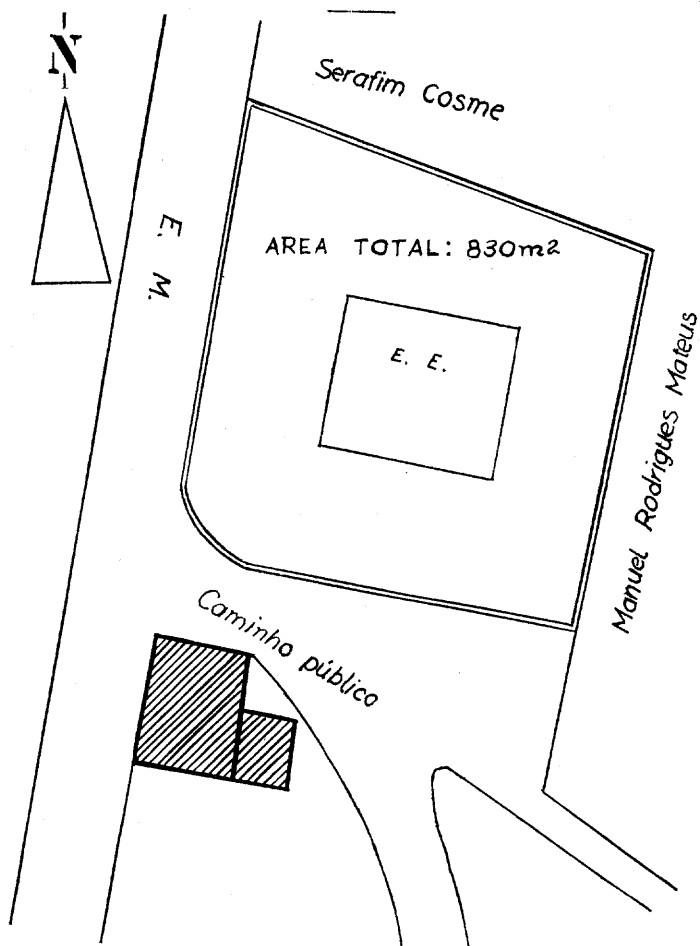 N
Serafim Cosme
E. M.
AREA TOTAL: 830m2
E. E.
Manuel Rodrigues Mateus
Caminho público